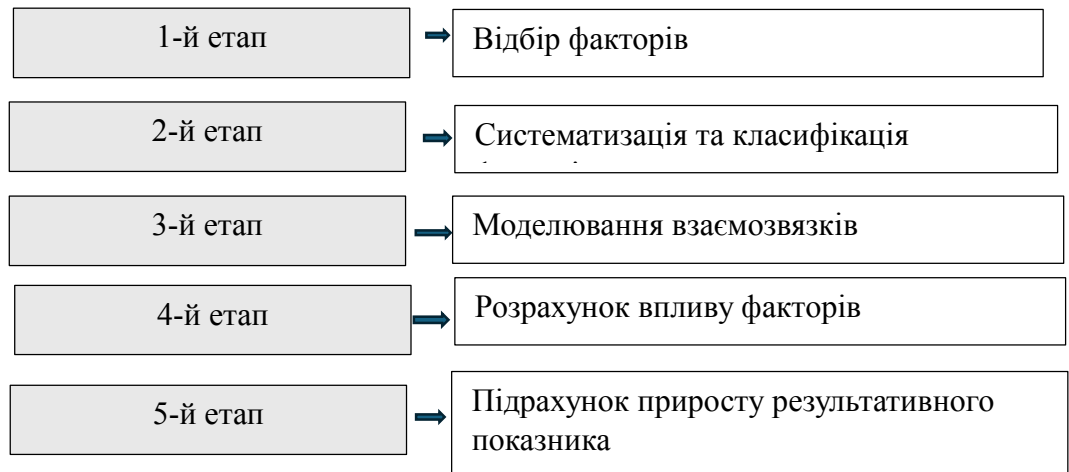 1-й етап
Відбір факторів
2-й етап
Систематизація та класифікація
3-й етап
Моделювання взаємозвязків
4-й етап
Розрахунок впливу факторів
5-й етап
Підрахунок приросту результативного
показника